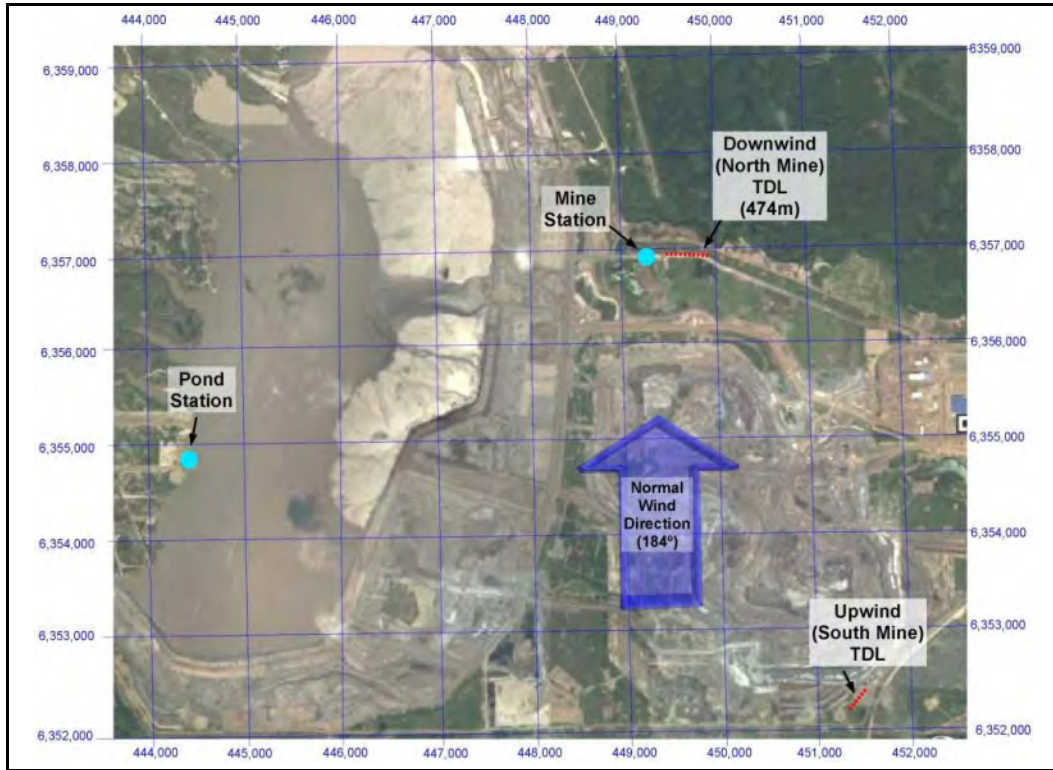 444,000 445,000 446,000 447,000 448,000 449,000 450,000 451,000 452,000
6,359,000 6,359,000
6,358,000 6,358,000
6,357,000 6,357,000
6,356,000 6,356,000
6,355,000 6,355,000
6,354,000 6,354,000
6,353,000 6,353,000
6,352,000 6,352,000
Downwind
(North Mine)
TDL
(474m)
Mine
Station
Pond
Station
Normal
Wind
Direction
(184º)
Upwind
(South Mine)
TDL
444,000 445,000 446,000 447,000 448,000 449,000 450,000 451,000 452,000